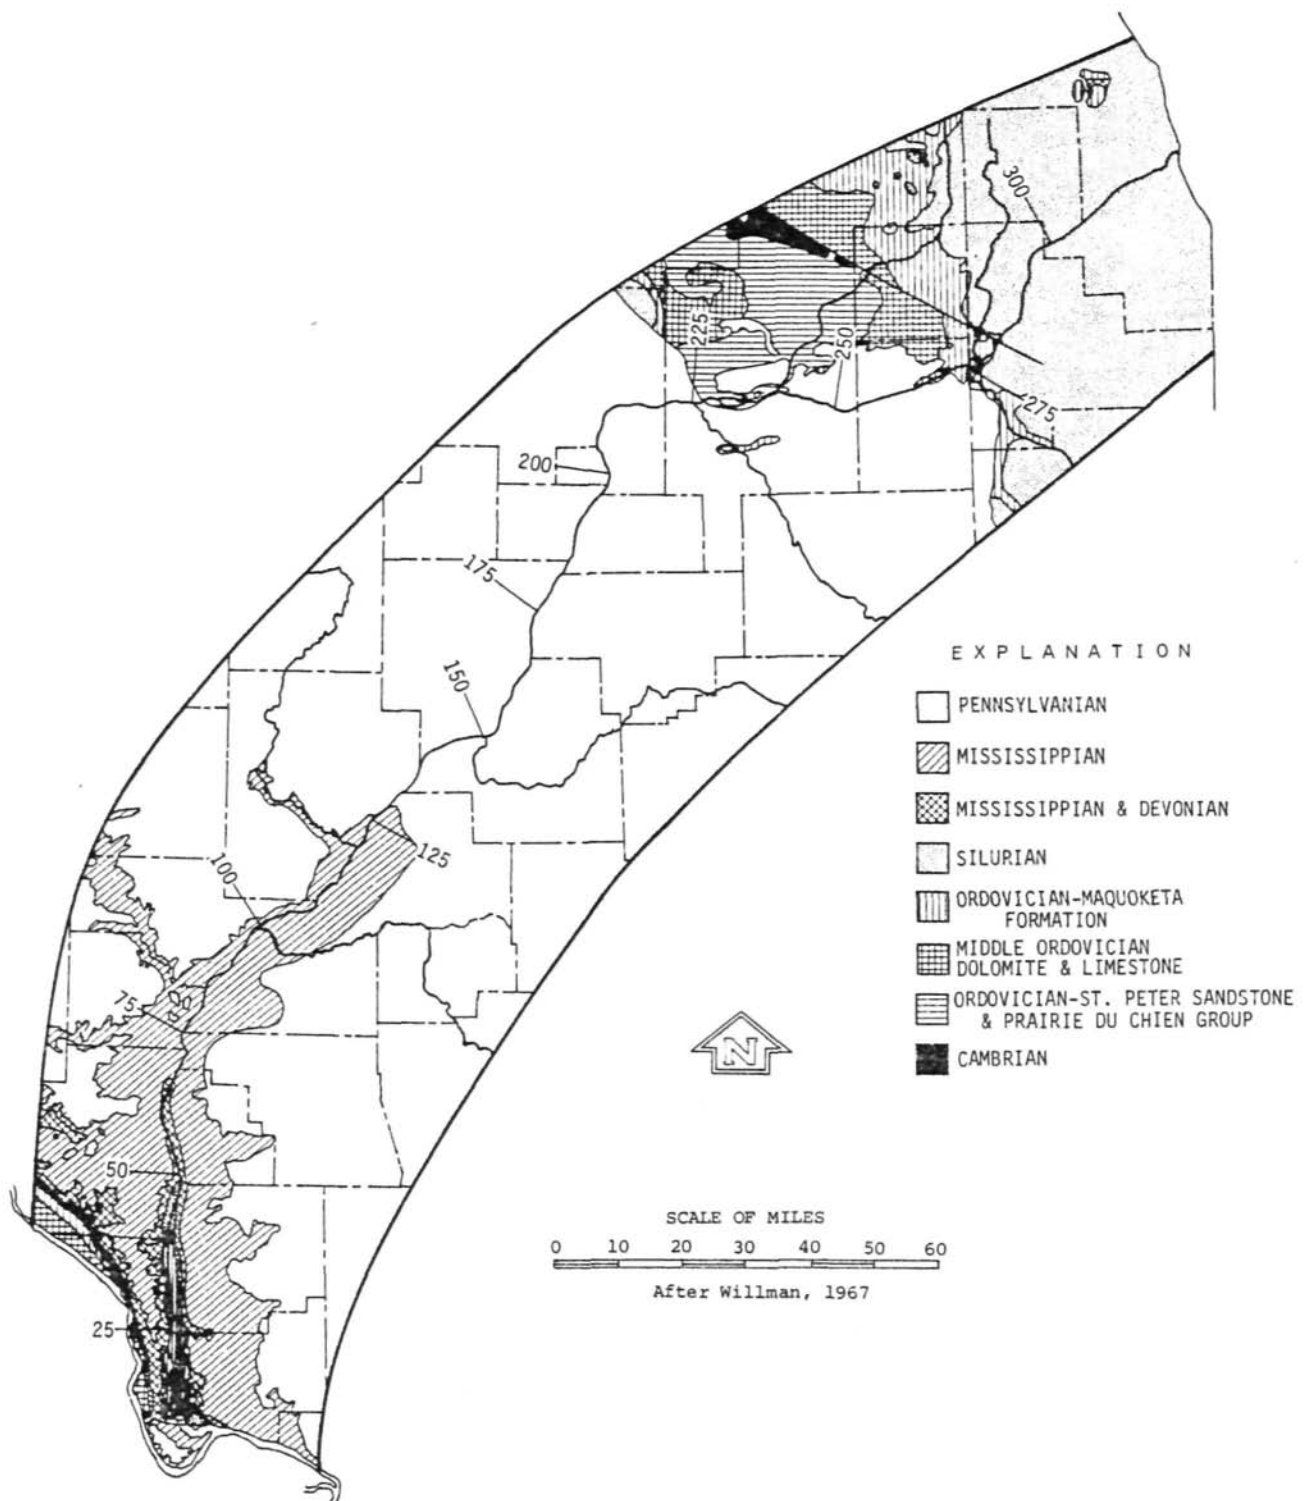 300
225
250
275
200
175
150
125
100
75
50
25
EXPLANATION
PENNSYLVANIAN
MISSISSIPPIAN
MISSISSIPPIAN & DEVONIAN
SILURIAN
ORDOVICIAN-MAQUOKETA
FORMATION
MIDDLE ORDOVICIAN
DOLOMITE & LIMESTONE
ORDOVICIAN-ST. PETER SANDSTONE
& PRAIRIE DU CHIEN GROUP
CAMBRIAN
N
SCALE OF MILES
0 10 20 30 40 50 60
After Willman, 1967